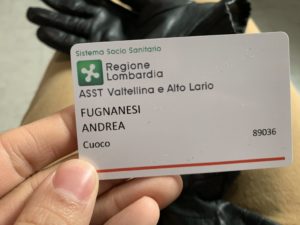 Sistema Socio Sanitario
Regione
Lombardia
ASST Valtellina e Alto Lario
FUGNANESI
ANDREA
Cuoco 89036